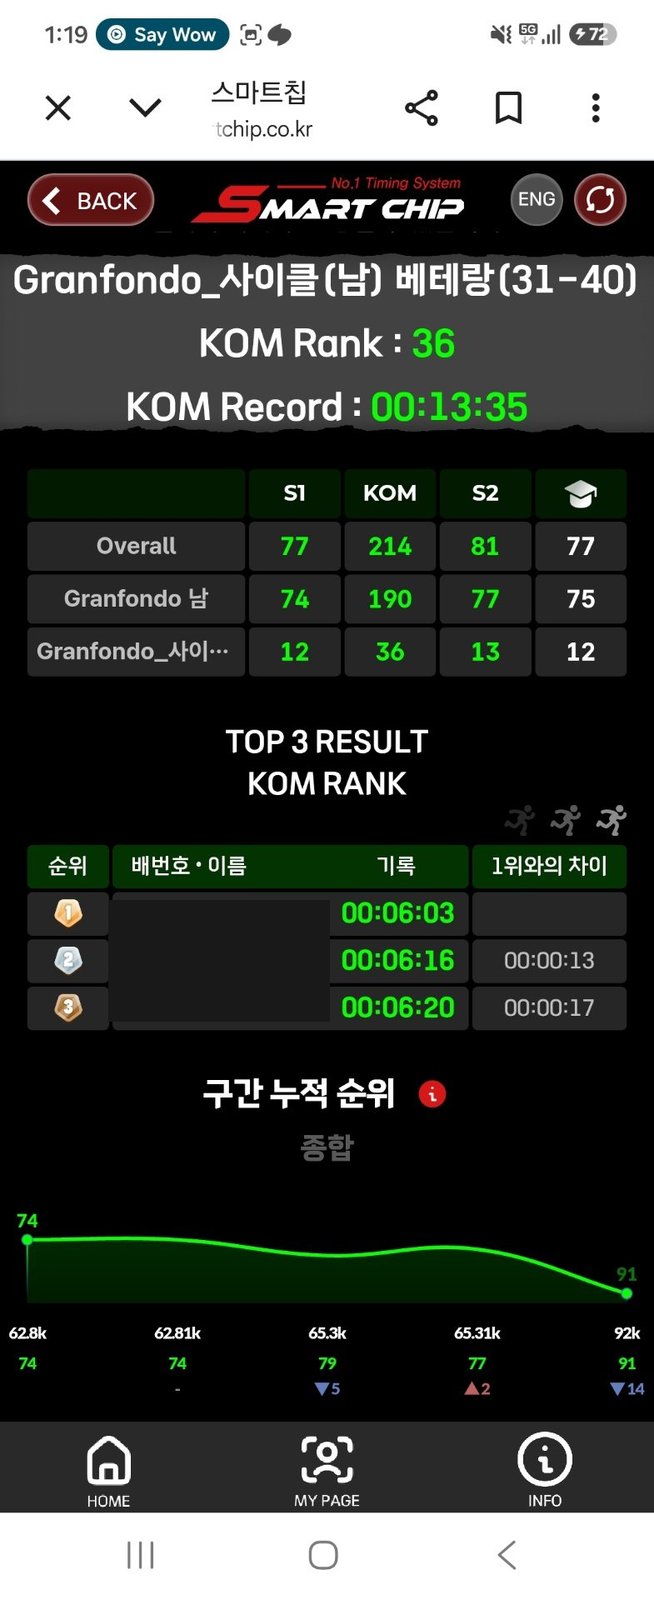 1:19 Say Wow 5G 72
스마트칩
tchip.co.kr
BACK
No.1 Timing System
SMART CHIP
ENG
Granfondo_사이클(남) 베테랑(31-40)
KOM Rank : 36
KOM Record : 00:13:35
S1 KOM S2
Overall 77 214 81 77
Granfondo 남 74 190 77 75
Granfondo_사이··· 12 36 13 12
TOP 3 RESULT
KOM RANK
순위 배번호 • 이름 기록 1위와의 차이
1 00:06:03
2 00:06:16 00:00:13
3 00:06:20 00:00:17
구간 누적 순위 i
종합
74
91
62.8k 62.81k 65.3k 65.31k 92k
74 74 79 77 91
- ▼5 ▲2 ▼14
HOME MY PAGE INFO